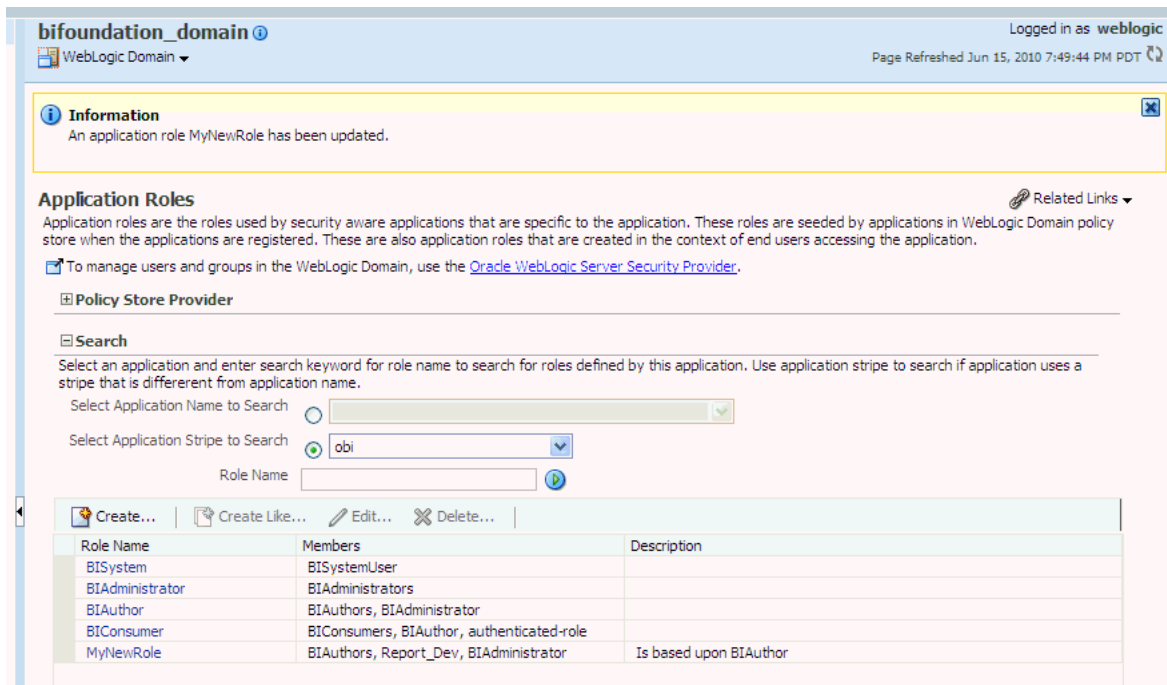 bifoundation_domain
Logged in as weblogic
WebLogic Domain
Page Refreshed Jun 15, 2010 7:49:44 PM PDT
Information
An application role MyNewRole has been updated.
Application Roles
Related Links
Application roles are the roles used by security aware applications that are specific to the application. These roles are seeded by applications in WebLogic Domain policy
store when the applications are registered. These are also application roles that are created in the context of end users accessing the application.
To manage users and groups in the WebLogic Domain, use the Oracle WebLogic Server Security Provider.
Policy Store Provider
Search
Select an application and enter search keyword for role name to search for roles defined by this application. Use application stripe to search if application uses a
stripe that is differerent from application name.
Select Application Name to Search
Select Application Stripe to Search obi
Role Name
Create... Create Like... Edit... Delete...
Role Name Members Description
BISystem BISystemUser
BIAdministrator BIAdministrators
BIAuthor BIAuthors, BIAdministrator
BIConsumer BIConsumers, BIAuthor, authenticated-role
MyNewRole BIAuthors, Report_Dev, BIAdministrator Is based upon BIAuthor